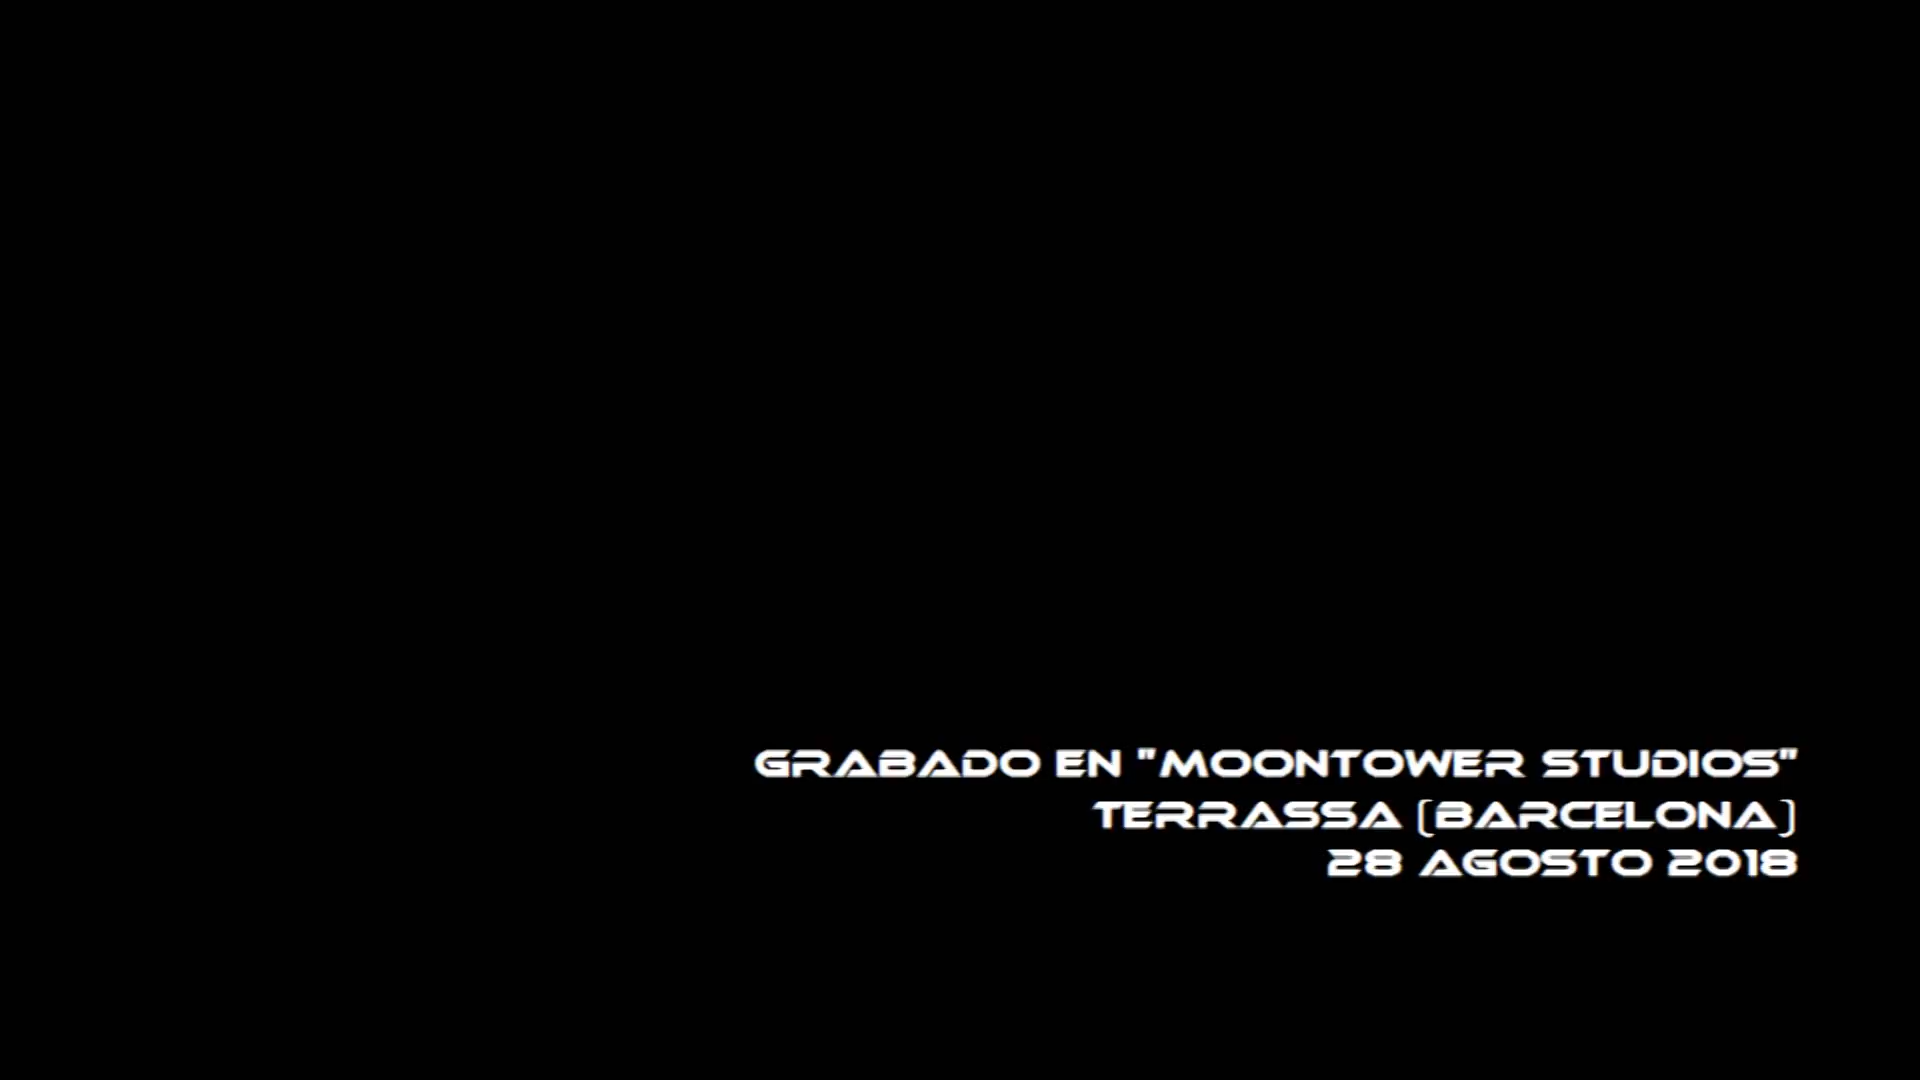 GRABADO EN "MOONTOWER STUDIOS"
TERRASSA (BARCELONA)
28 AGOSTO 2018